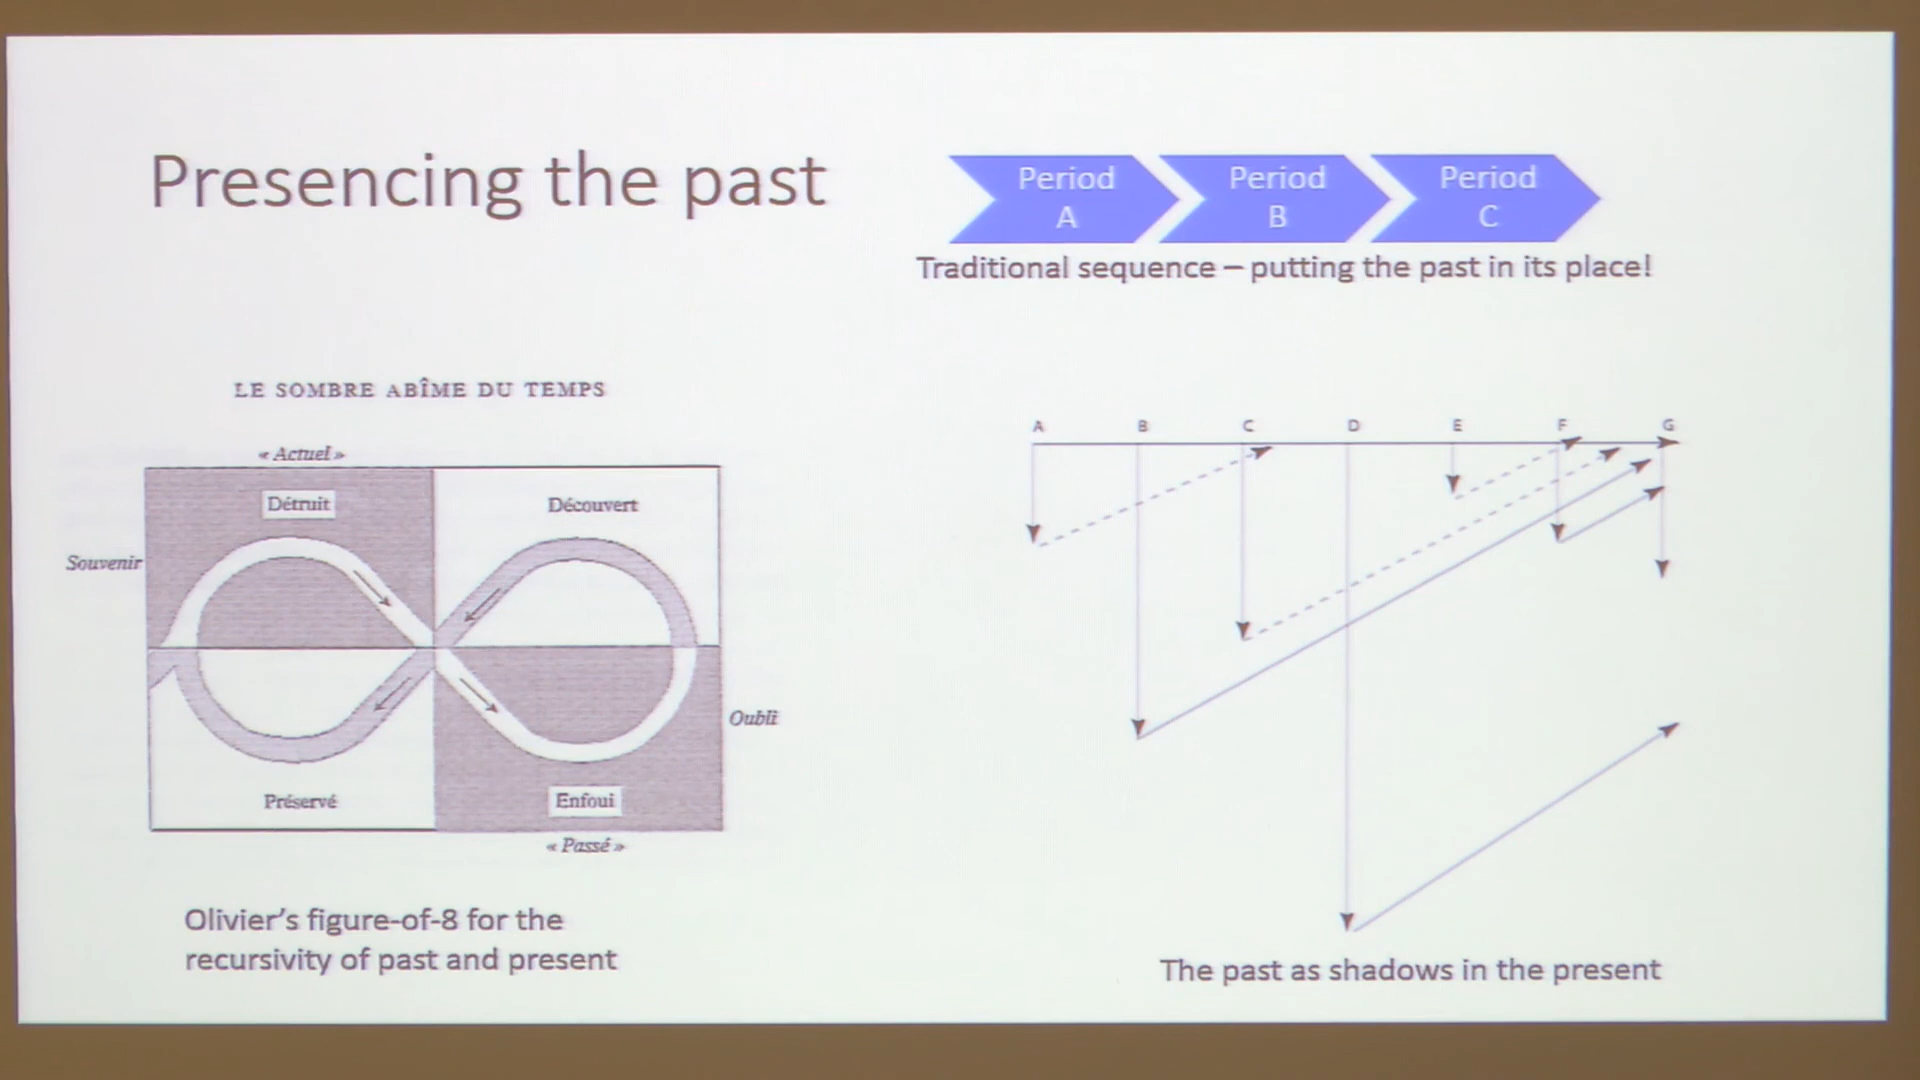 Presencing the past
Period
A
Period
B
Period
C
Traditional sequence – putting the past in its place!
LE SOMBRE ABÎME DU TEMPS
« Actuel »
Détruit
Découvert
Souvenir
Oubli
Préservé
Enfoui
« Passé »
Olivier's figure-of-8 for the
recursivity of past and present
A B C D E F G
The past as shadows in the present